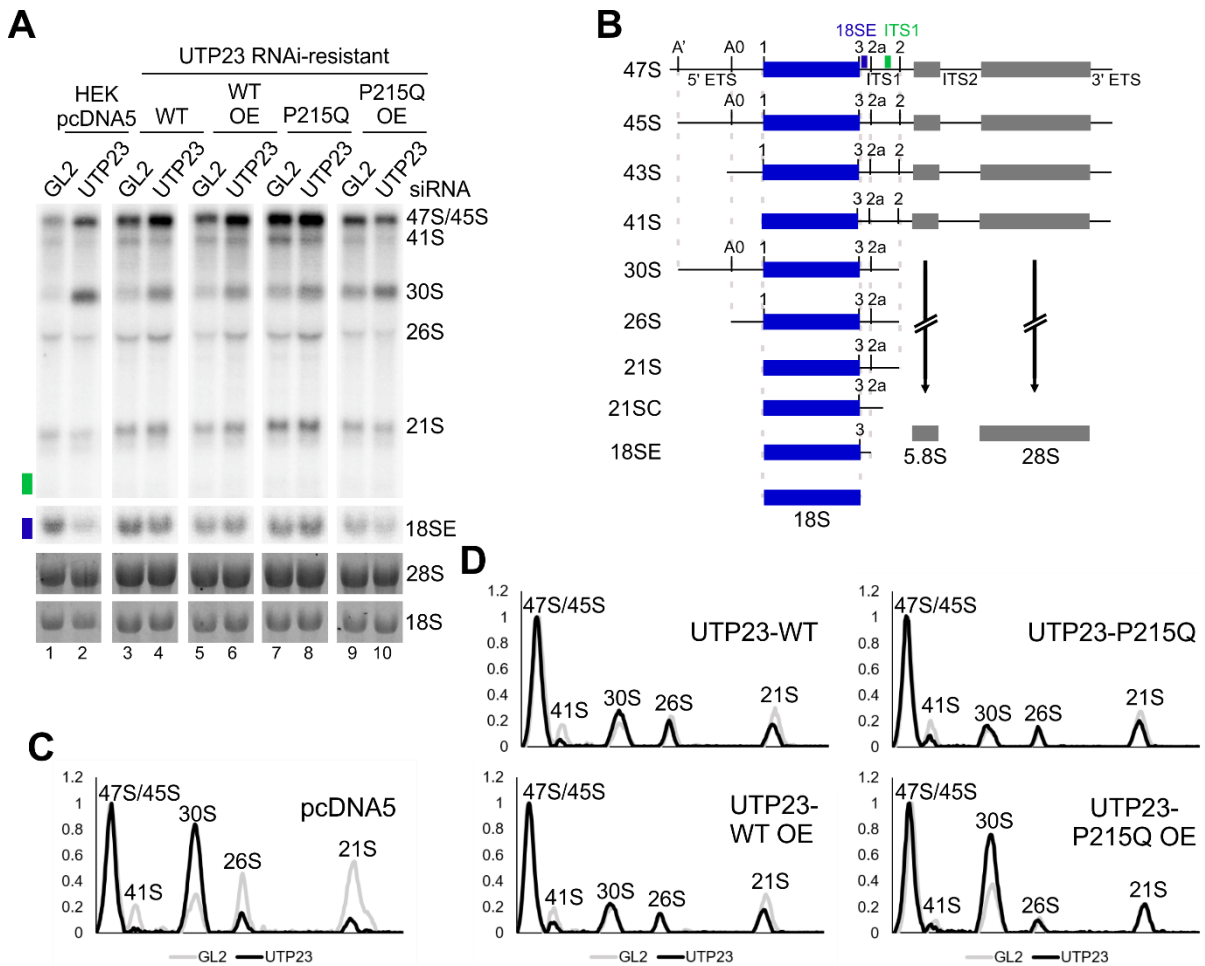 A
UTP23 RNAi-resistant
HEK
pcDNA5
WT
WT
OE
P215Q
P215Q
OE
GL2
UTP23
GL2
UTP23
GL2
UTP23
GL2
UTP23
GL2
UTP23
siRNA
47S/45S
41S
30S
26S
21S
18SE
28S
18S
1 2 3 4 5 6 7 8 9 10
B
18SE ITS1
A' A0 1 3 2a 2
47S
5' ETS ITS1 ITS2 3' ETS
A0 1 3 2a 2
45S
1 3 2a 2
43S
3 2a 2
41S
A0 1 3 2a
30S
1 3 2a
26S
3 2a
21S
3 2a
21SC
3
18SE
5.8S 28S
18S
C
1.2
1
0.8
0.6
0.4
0.2
0
47S/45S
41S
30S
26S
21S
pcDNA5
GL2 UTP23
D
1.2
1
0.8
0.6
0.4
0.2
0
47S/45S
41S
30S
26S
21S
UTP23-WT
1.2
1
0.8
0.6
0.4
0.2
0
47S/45S
41S
30S
26S
21S
UTP23-P215Q
1.2
1
0.8
0.6
0.4
0.2
0
47S/45S
41S
30S
26S
21S
UTP23-
WT OE
GL2 UTP23
1.2
1
0.8
0.6
0.4
0.2
0
47S/45S
41S
30S
26S
21S
UTP23-
P215Q OE
GL2 UTP23